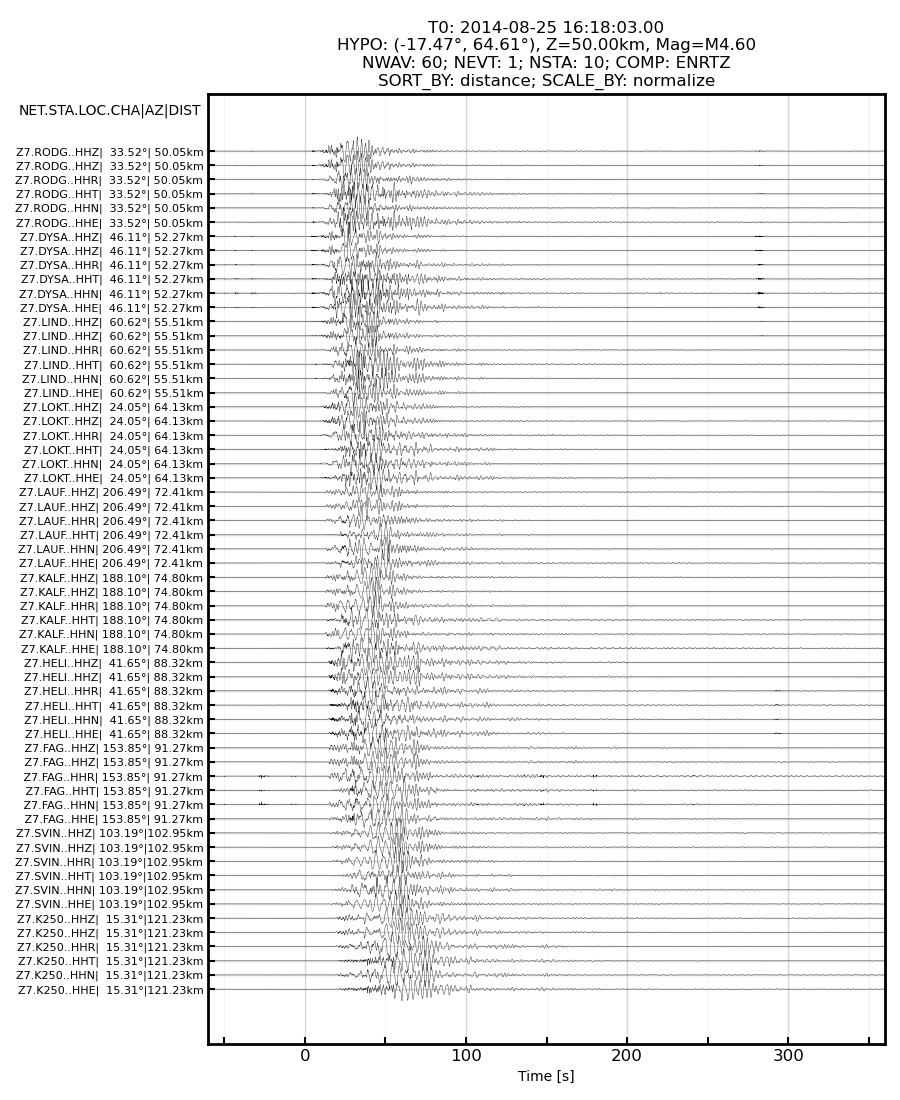 T0: 2014-08-25 16:18:03.00
HYPO: (-17.47°, 64.61°), Z=50.00km, Mag=M4.60
NWAV: 60; NEVT: 1; NSTA: 10; COMP: ENRTZ
SORT_BY: distance; SCALE_BY: normalize
NET.STA.LOC.CHA|AZ|DIST
Z7.RODG..HHZ| 33.52°| 50.05km
Z7.RODG..HHZ| 33.52°| 50.05km
Z7.RODG..HHR| 33.52°| 50.05km
Z7.RODG..HHT| 33.52°| 50.05km
Z7.RODG..HHN| 33.52°| 50.05km
Z7.RODG..HHE| 33.52°| 50.05km
Z7.DYSA..HHZ| 46.11°| 52.27km
Z7.DYSA..HHZ| 46.11°| 52.27km
Z7.DYSA..HHR| 46.11°| 52.27km
Z7.DYSA..HHT| 46.11°| 52.27km
Z7.DYSA..HHN| 46.11°| 52.27km
Z7.DYSA..HHE| 46.11°| 52.27km
Z7.LIND..HHZ| 60.62°| 55.51km
Z7.LIND..HHZ| 60.62°| 55.51km
Z7.LIND..HHR| 60.62°| 55.51km
Z7.LIND..HHT| 60.62°| 55.51km
Z7.LIND..HHN| 60.62°| 55.51km
Z7.LIND..HHE| 60.62°| 55.51km
Z7.LOKT..HHZ| 24.05°| 64.13km
Z7.LOKT..HHZ| 24.05°| 64.13km
Z7.LOKT..HHR| 24.05°| 64.13km
Z7.LOKT..HHT| 24.05°| 64.13km
Z7.LOKT..HHN| 24.05°| 64.13km
Z7.LOKT..HHE| 24.05°| 64.13km
Z7.LAUF..HHZ| 206.49°| 72.41km
Z7.LAUF..HHZ| 206.49°| 72.41km
Z7.LAUF..HHR| 206.49°| 72.41km
Z7.LAUF..HHT| 206.49°| 72.41km
Z7.LAUF..HHN| 206.49°| 72.41km
Z7.LAUF..HHE| 206.49°| 72.41km
Z7.KALF..HHZ| 188.10°| 74.80km
Z7.KALF..HHZ| 188.10°| 74.80km
Z7.KALF..HHR| 188.10°| 74.80km
Z7.KALF..HHT| 188.10°| 74.80km
Z7.KALF..HHN| 188.10°| 74.80km
Z7.KALF..HHE| 188.10°| 74.80km
Z7.HELI..HHZ| 41.65°| 88.32km
Z7.HELI..HHZ| 41.65°| 88.32km
Z7.HELI..HHR| 41.65°| 88.32km
Z7.HELI..HHT| 41.65°| 88.32km
Z7.HELI..HHN| 41.65°| 88.32km
Z7.HELI..HHE| 41.65°| 88.32km
Z7.FAG..HHZ| 153.85°| 91.27km
Z7.FAG..HHZ| 153.85°| 91.27km
Z7.FAG..HHR| 153.85°| 91.27km
Z7.FAG..HHT| 153.85°| 91.27km
Z7.FAG..HHN| 153.85°| 91.27km
Z7.FAG..HHE| 153.85°| 91.27km
Z7.SVIN..HHZ| 103.19°|102.95km
Z7.SVIN..HHZ| 103.19°|102.95km
Z7.SVIN..HHR| 103.19°|102.95km
Z7.SVIN..HHT| 103.19°|102.95km
Z7.SVIN..HHN| 103.19°|102.95km
Z7.SVIN..HHE| 103.19°|102.95km
Z7.K250..HHZ| 15.31°|121.23km
Z7.K250..HHZ| 15.31°|121.23km
Z7.K250..HHR| 15.31°|121.23km
Z7.K250..HHT| 15.31°|121.23km
Z7.K250..HHN| 15.31°|121.23km
Z7.K250..HHE| 15.31°|121.23km
0 100 200 300
Time [s]